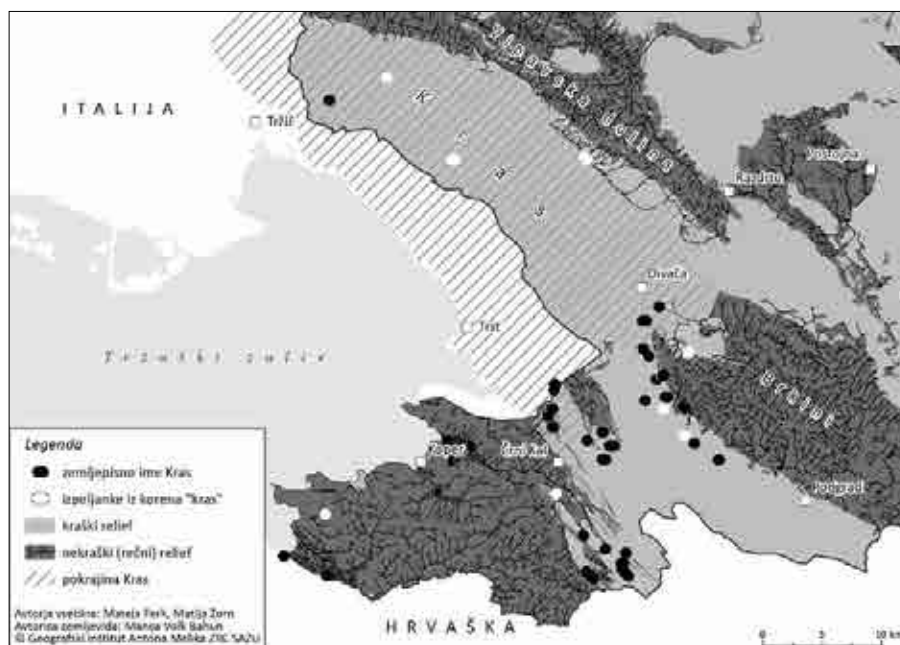 ITALIJA
Vipavska dolina
Kras
Tržič
Postojna
Razdrto
Divača
Trst
Tržaški zaliv
Brkini
Koper
Črni Kal
Podgrad
HRVAŠKA
Legenda
zemljepisno ime Kras
izpeljanke iz korena "kras"
kraški relief
nekraški (rečni) relief
pokrajina Kras
Avtorja vsebine: Mateja Ferk, Matija Zorn
Avtorica zemljevida: Manca Volk Bahun
© Geografski inštitut Antona Melika ZRC SAZU
0 5 10 km